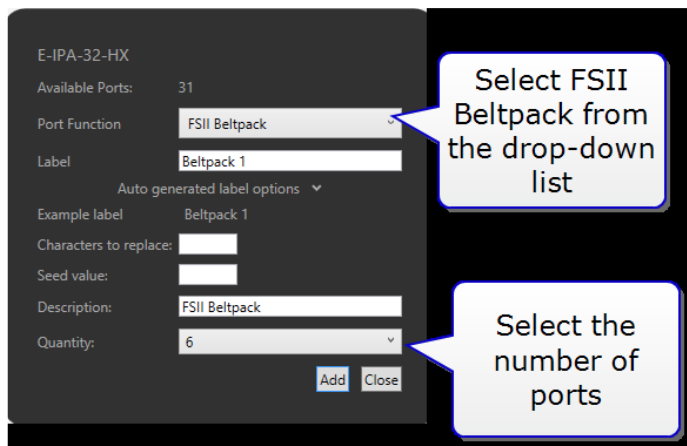 E-IPA-32-HX
Available Ports: 31
Port Function FSII Beltpack
Label Beltpack 1
Auto generated label options
Example label Beltpack 1
Characters to replace:
Seed value:
Description: FSII Beltpack
Quantity: 6
Add Close
Select FSII
Beltpack from
the drop-down
list
Select the
number of
ports